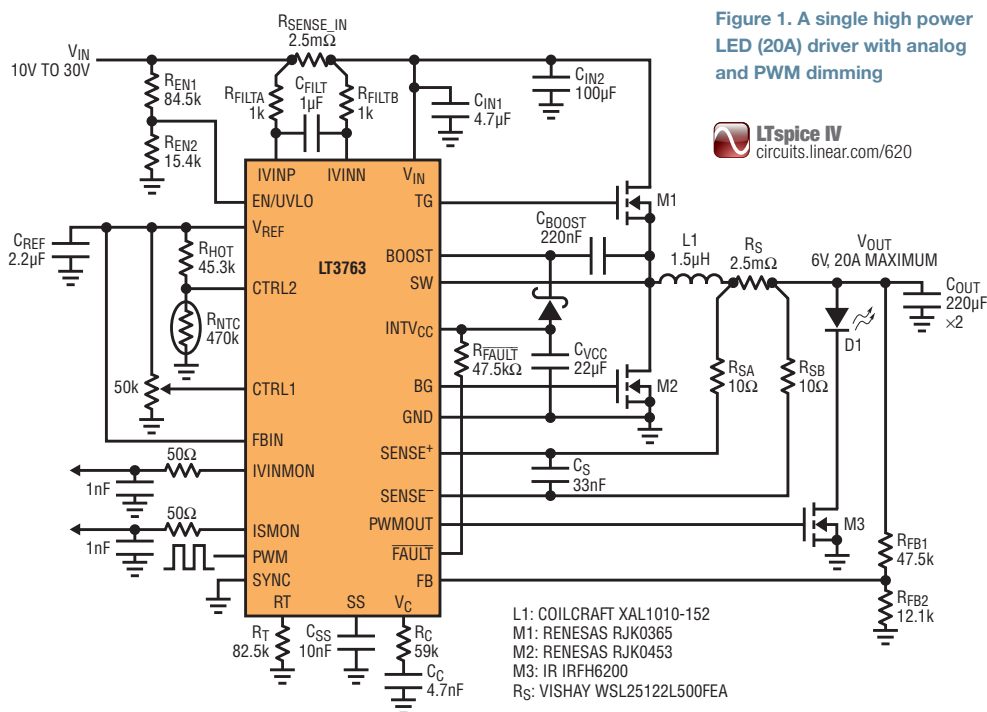 Figure 1. A single high power
LED (20A) driver with analog
and PWM dimming
LTspice IV
circuits.linear.com/620
RSENSE_IN
2.5mΩ
VIN
10V TO 30V
REN1
84.5k
RFILTA
1k
CFILT
1µF
RFILTB
1k
CIN1
4.7µF
CIN2
100µF
REN2
15.4k
IVINP
IVINN
VIN
EN/UVLO
TG
M1
CREF
2.2µF
VREF
RHOT
45.3k
LT3763
BOOST
CBOOST
220nF
SW
L1
1.5µH
RS
2.5mΩ
VOUT
6V, 20A MAXIMUM
COUT
220µF
×2
CTRL2
RNTC
470k
INTVCC
RFAULT
47.5kΩ
CVCC
22µF
D1
50k
CTRL1
BG
M2
RSA
10Ω
RSB
10Ω
GND
FBIN
SENSE+
50Ω
IVINMON
1nF
CS
33nF
SENSE–
50Ω
ISMON
1nF
PWMOUT
M3
PWM
FAULT
RFB1
47.5k
SYNC
FB
RT
SS
VC
RFB2
12.1k
RT
82.5k
CSS
10nF
RC
59k
CC
4.7nF
L1: COILCRAFT XAL1010-152
M1: RENESAS RJK0365
M2: RENESAS RJK0453
M3: IR IRFH6200
RS: VISHAY WSL25122L500FEA